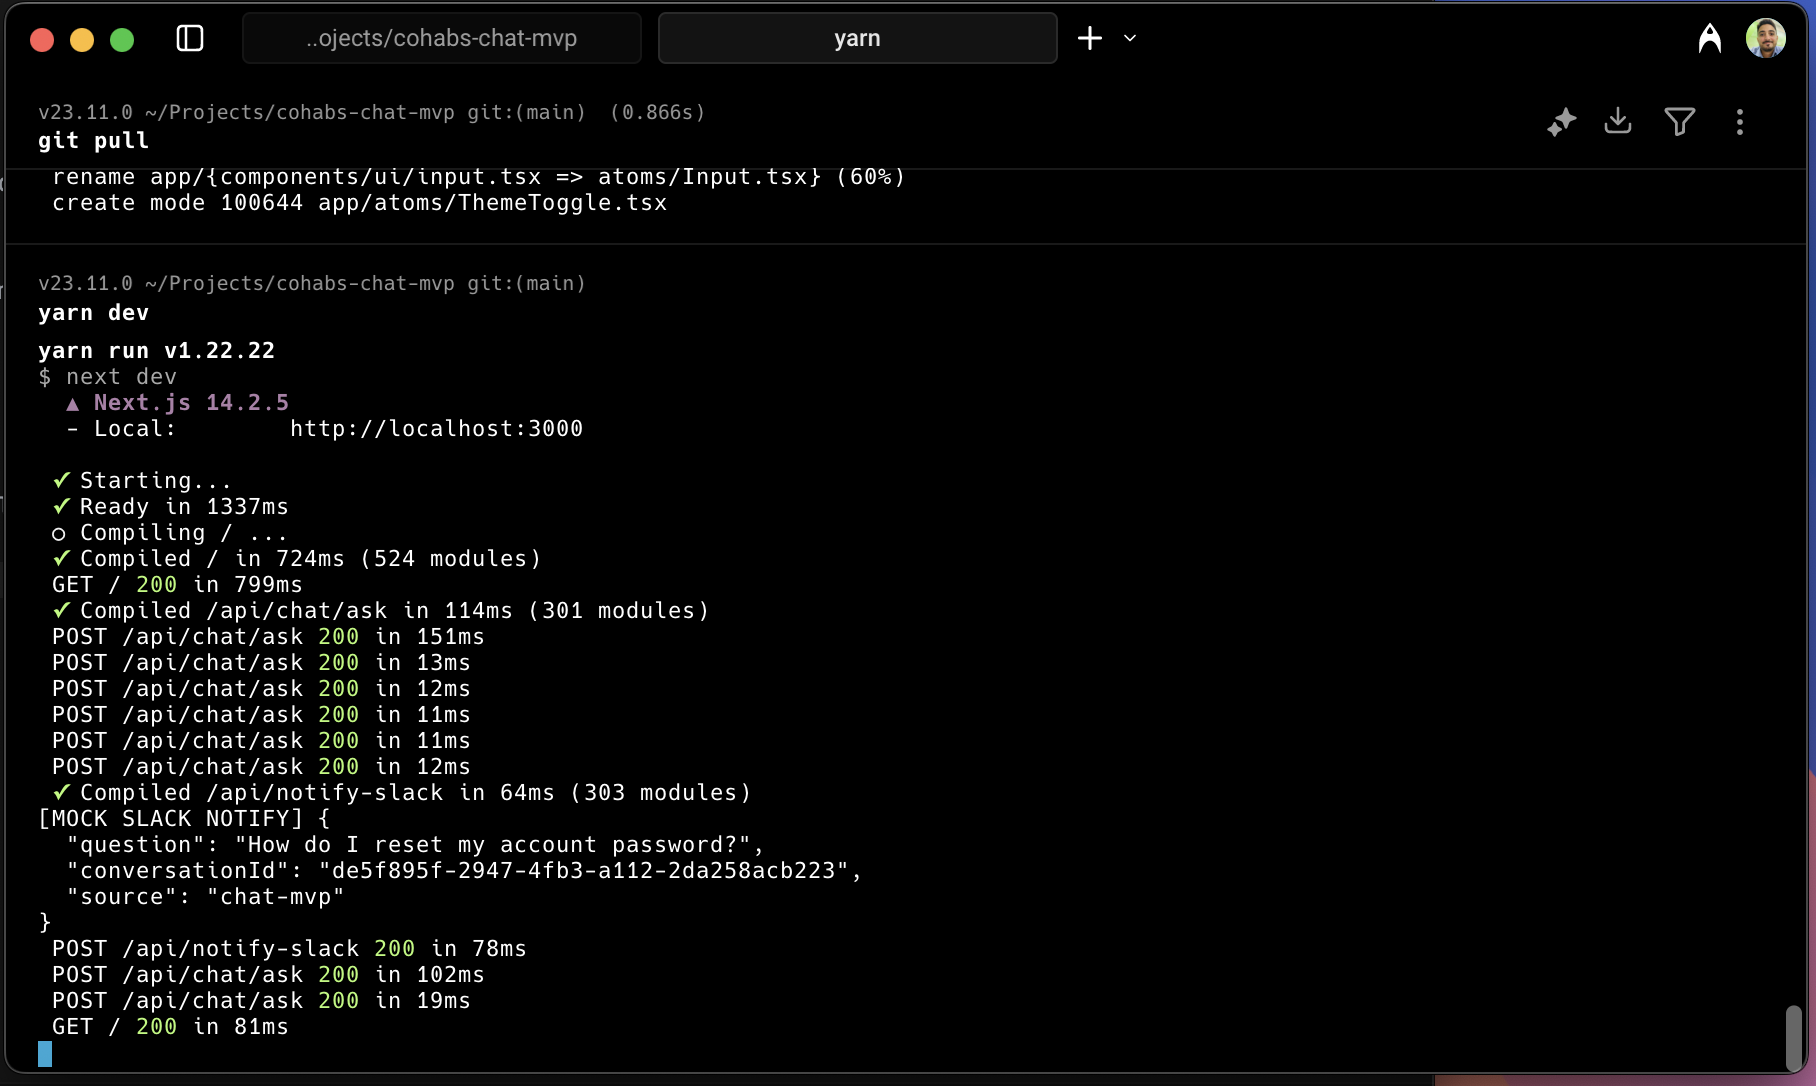 ..ojects/cohabs-chat-mvp
yarn
v23.11.0 ~/Projects/cohabs-chat-mvp git:(main) (0.866s)
git pull
rename app/{components/ui/input.tsx => atoms/Input.tsx} (60%)
create mode 100644 app/atoms/ThemeToggle.tsx
v23.11.0 ~/Projects/cohabs-chat-mvp git:(main)
yarn dev
yarn run v1.22.22
$ next dev
▲ Next.js 14.2.5
- Local: http://localhost:3000
✓ Starting...
✓ Ready in 1337ms
○ Compiling / ...
✓ Compiled / in 724ms (524 modules)
GET / 200 in 799ms
✓ Compiled /api/chat/ask in 114ms (301 modules)
POST /api/chat/ask 200 in 151ms
POST /api/chat/ask 200 in 13ms
POST /api/chat/ask 200 in 12ms
POST /api/chat/ask 200 in 11ms
POST /api/chat/ask 200 in 11ms
POST /api/chat/ask 200 in 12ms
✓ Compiled /api/notify-slack in 64ms (303 modules)
[MOCK SLACK NOTIFY] {
"question": "How do I reset my account password?",
"conversationId": "de5f895f-2947-4fb3-a112-2da258acb223",
"source": "chat-mvp"
}
POST /api/notify-slack 200 in 78ms
POST /api/chat/ask 200 in 102ms
POST /api/chat/ask 200 in 19ms
GET / 200 in 81ms